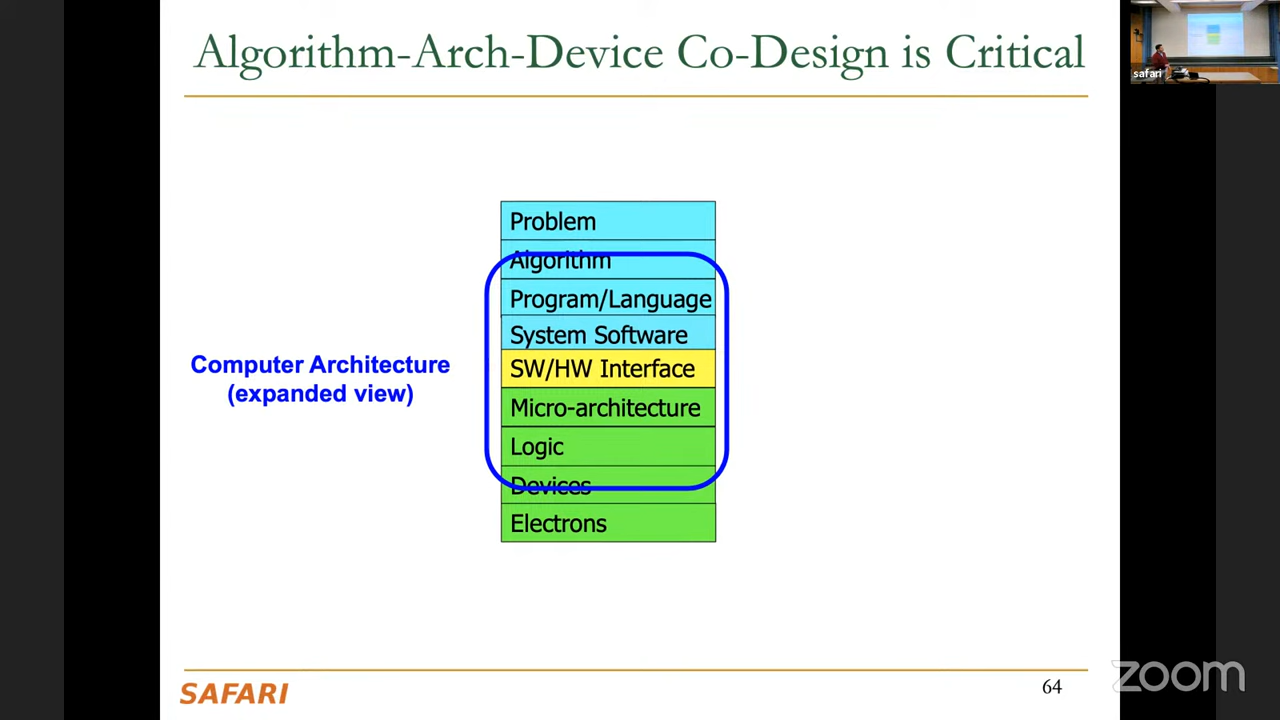 Algorithm-Arch-Device Co-Design is Critical
safari
Problem
Algorithm
Program/Language
System Software
SW/HW Interface
Micro-architecture
Logic
Devices
Electrons
Computer Architecture
(expanded view)
SAFARI
64
zoom